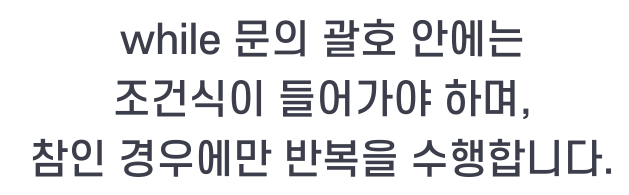 while 문의 괄호 안에는
조건식이 들어가야 하며,
참인 경우에만 반복을 수행합니다.